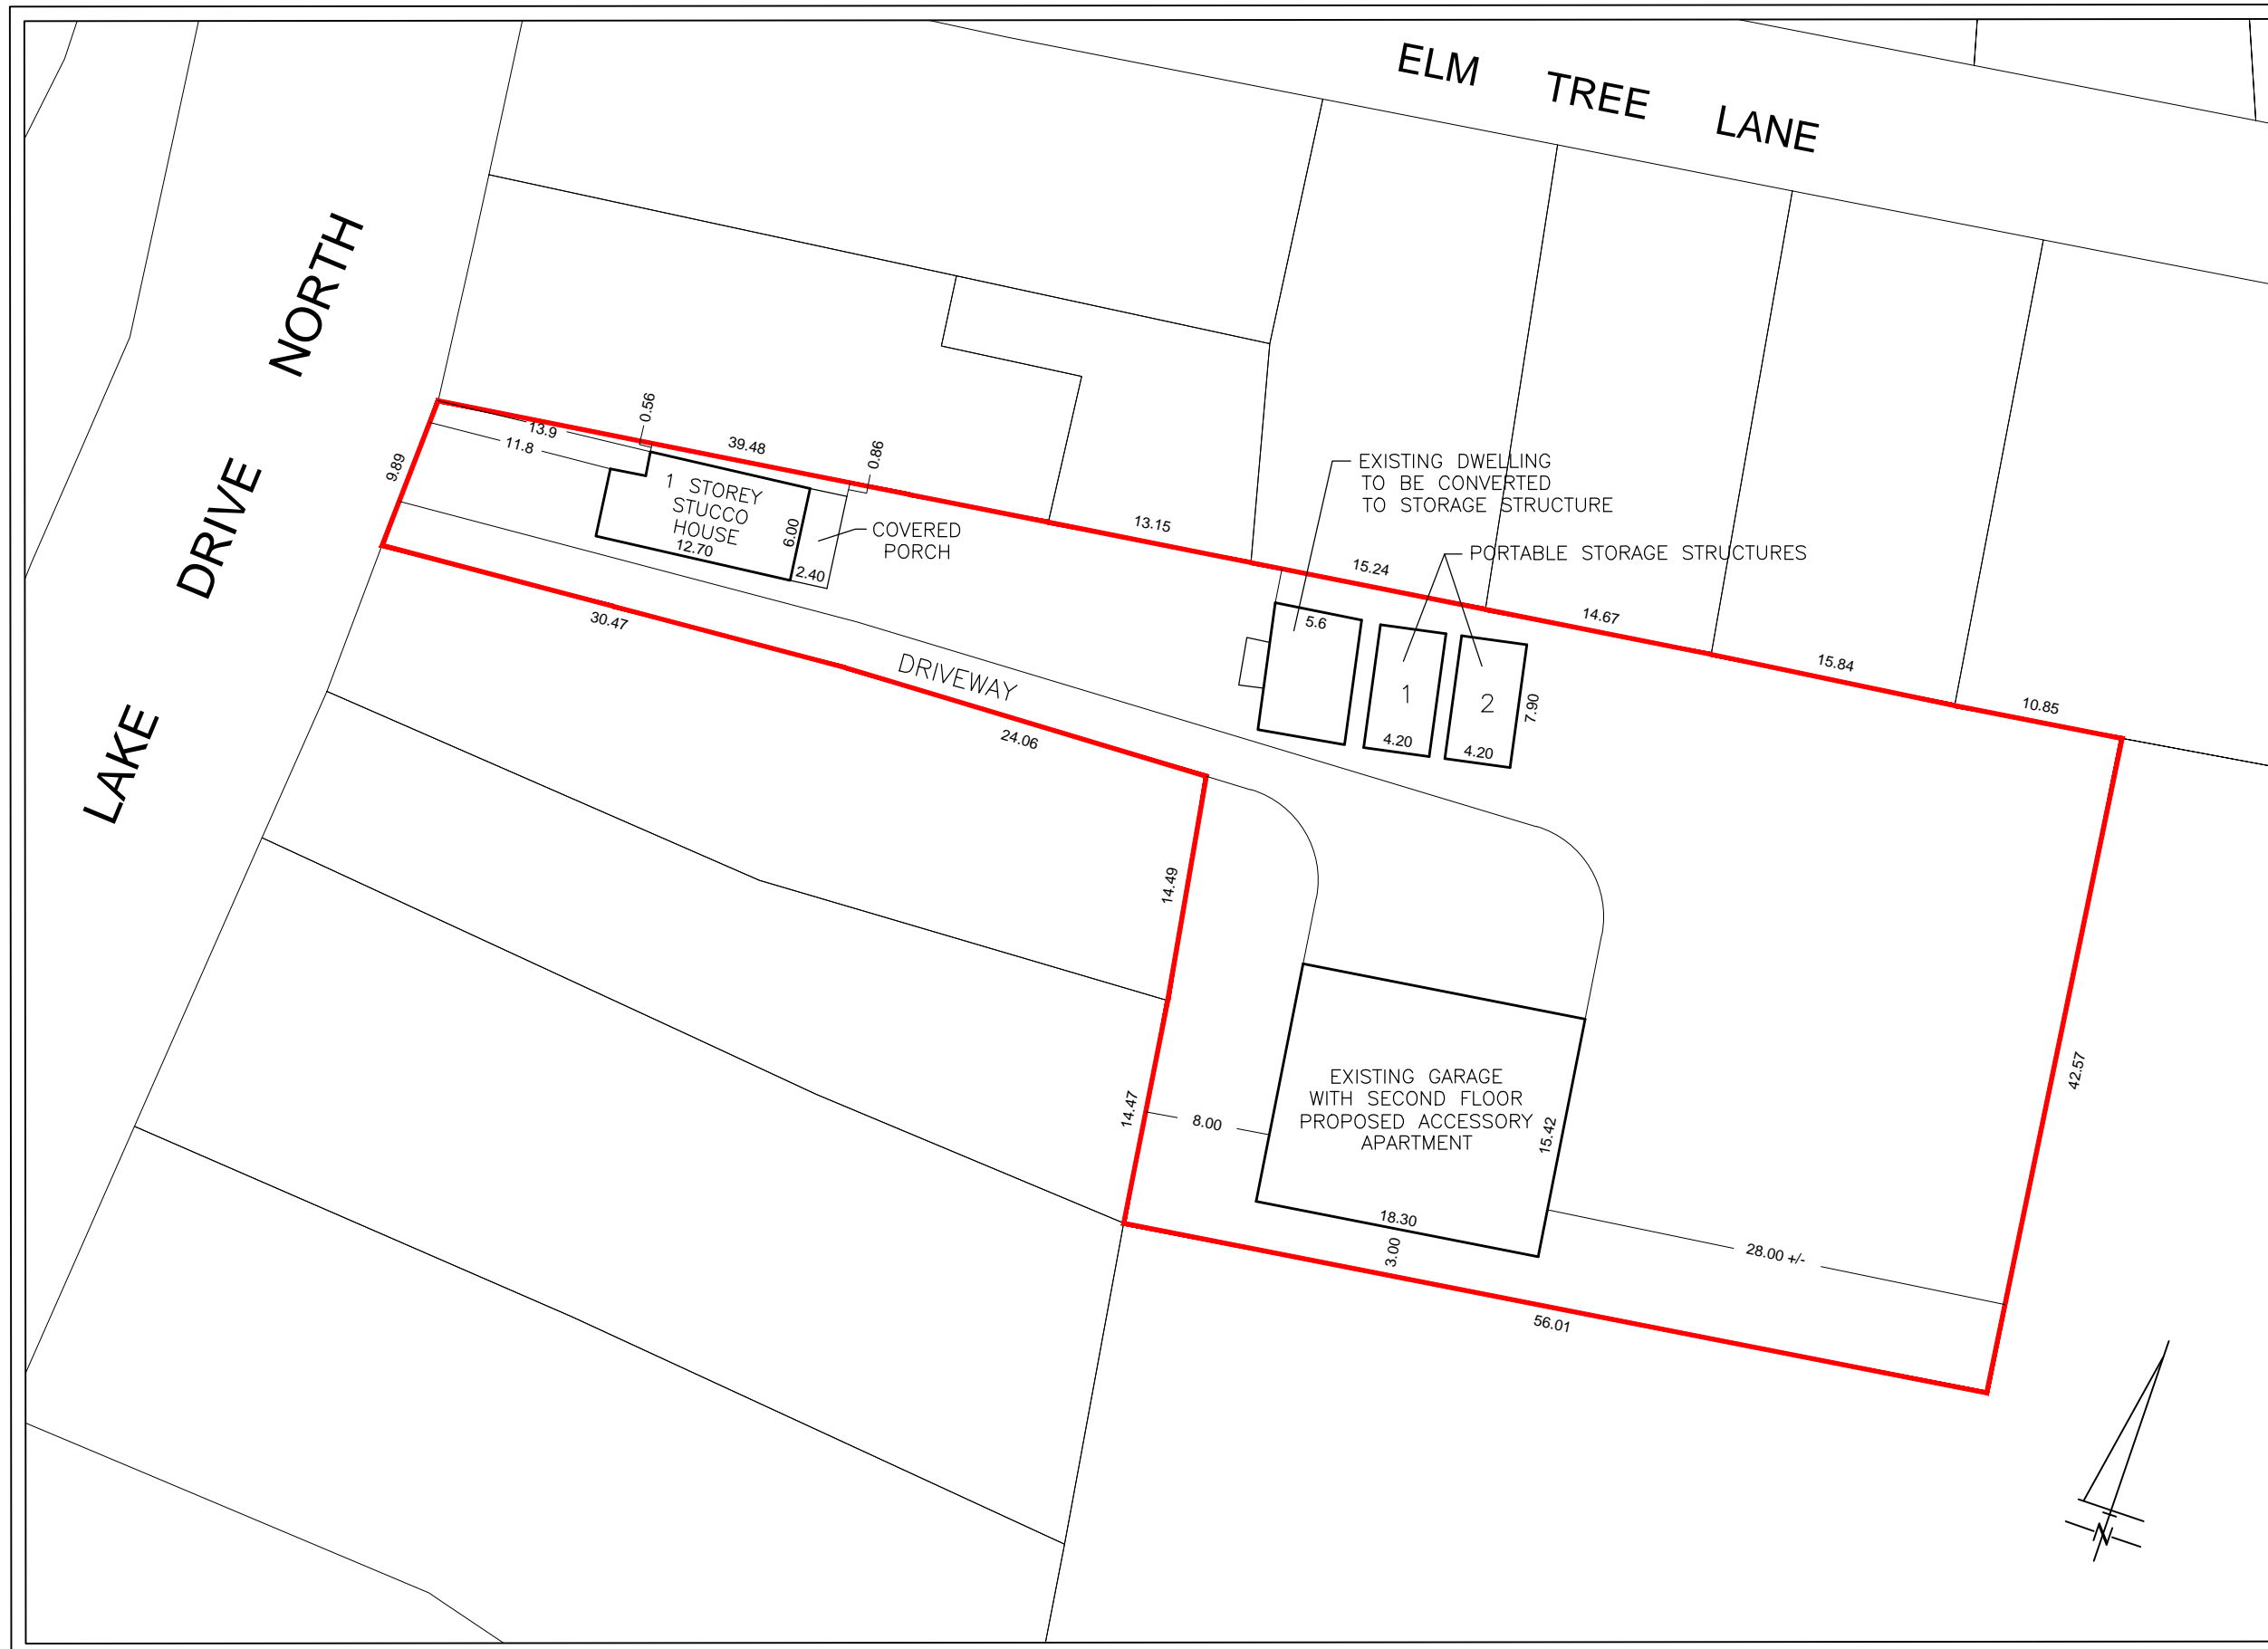 ELM TREE LANE
LAKE DRIVE NORTH
0.56
13.9
11.8
39.48
0.86
9.89
1 STOREY
STUCCO
HOUSE
12.70
6.00
2.40
COVERED
PORCH
13.15
EXISTING DWELLING
TO BE CONVERTED
TO STORAGE STRUCTURE
PORTABLE STORAGE STRUCTURES
15.24
14.67
15.84
10.85
30.47
DRIVEWAY
24.06
5.6
1
4.20
2
4.20
7.90
14.49
14.47
8.00
EXISTING GARAGE
WITH SECOND FLOOR
PROPOSED ACCESSORY
APARTMENT
15.42
18.30
3.00
28.00 +/-
42.57
56.01
N